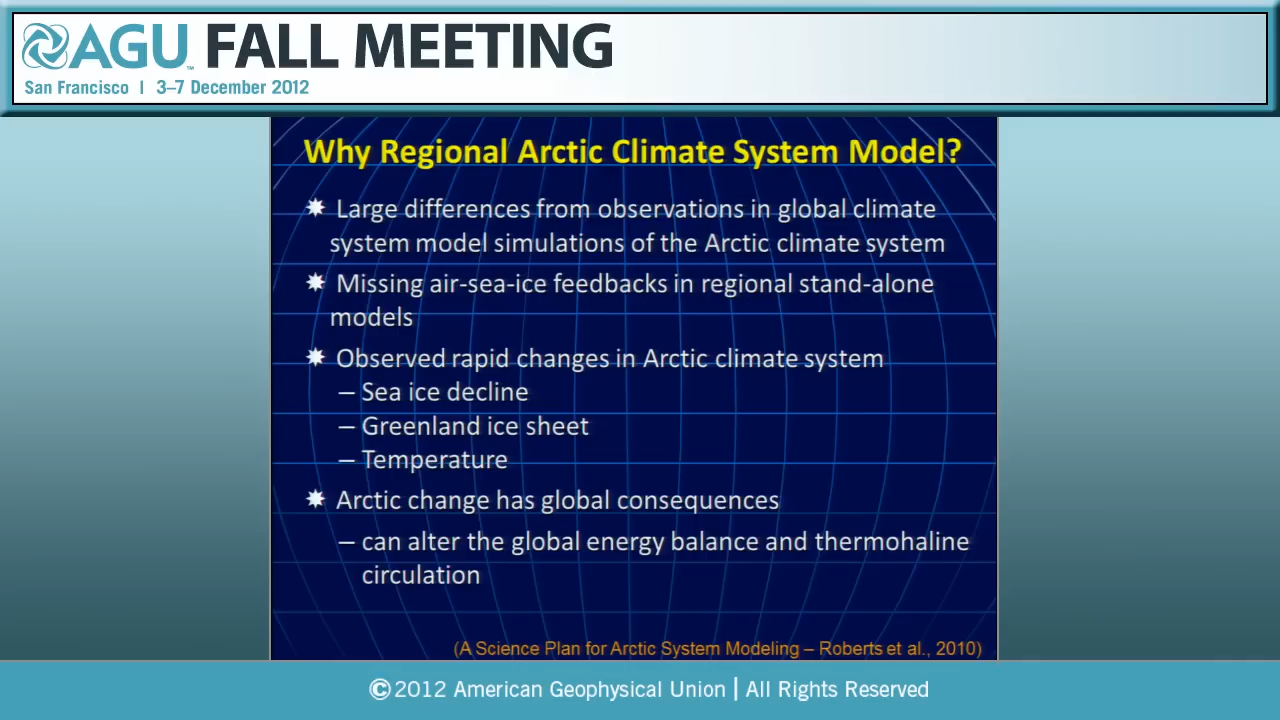 AGU FALL MEETING
San Francisco | 3–7 December 2012
Why Regional Arctic Climate System Model?
Large differences from observations in global climate
system model simulations of the Arctic climate system
Missing air-sea-ice feedbacks in regional stand-alone
models
Observed rapid changes in Arctic climate system
– Sea ice decline
– Greenland ice sheet
– Temperature
Arctic change has global consequences
– can alter the global energy balance and thermohaline
circulation
(A Science Plan for Arctic System Modeling – Roberts et al., 2010)
©2012 American Geophysical Union | All Rights Reserved